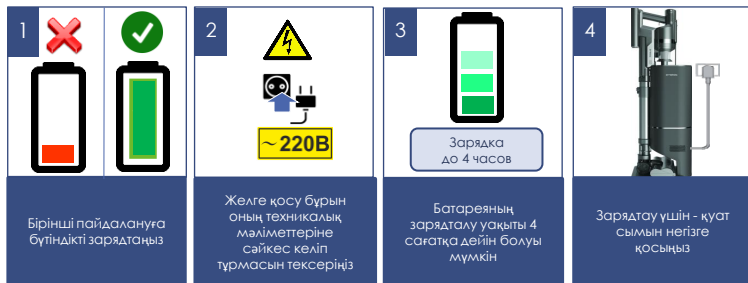 1
2
3
4
~ 220В
Зарядка
до 4 часов
Бірінші пайдалануға
бүтіндікті зарядтаңыз
Желге қосу бұрын
оның техникалық
мәліметтеріне
сәйкес келіп
тұрмасын тексеріңіз
Батареяның
зарядталу уақыты 4
сағатқа дейін болуы
мүмкін
Зарядтау үшін - қуат
сымын негізге
қосыңыз